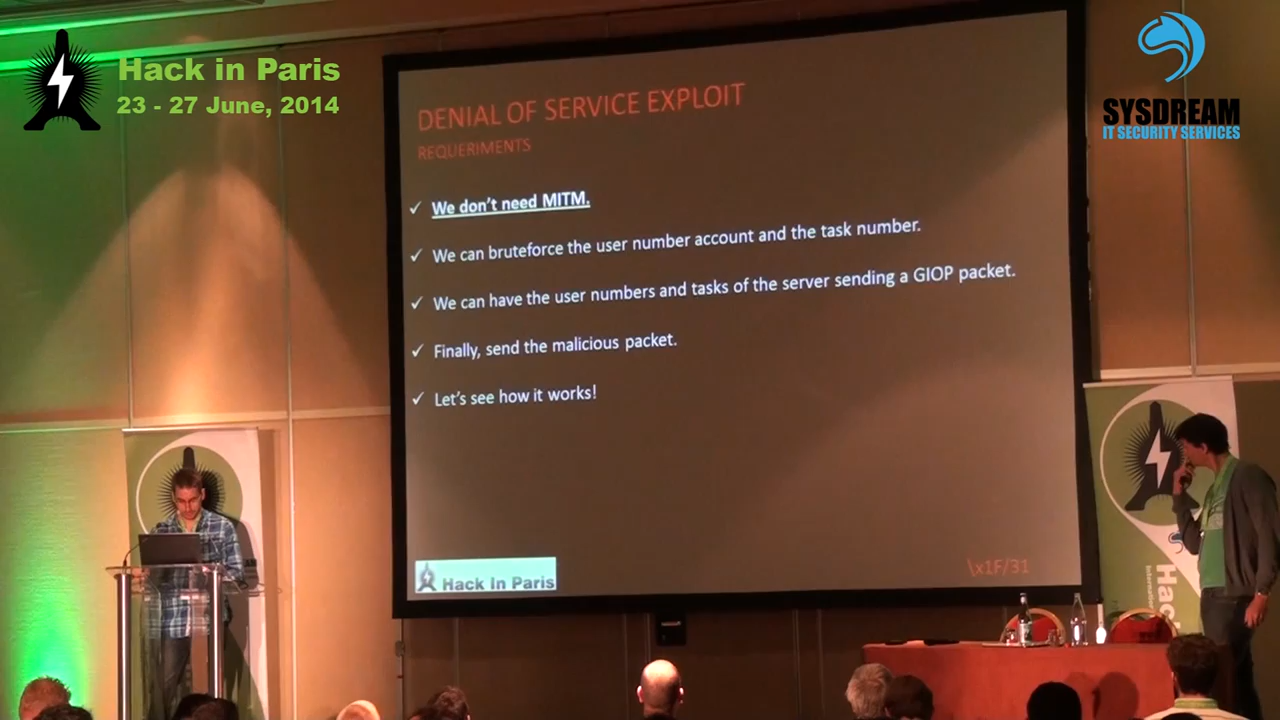 Hack in Paris
23 - 27 June, 2014
SYSDREAM
IT SECURITY SERVICES
DENIAL OF SERVICE EXPLOIT
REQUERIMENTS
✓ We don't need MITM.
✓ We can bruteforce the user number account and the task number.
✓ We can have the user numbers and tasks of the server sending a GIOP packet.
✓ Finally, send the malicious packet.
✓ Let's see how it works!
Hack In Paris
\x1F/31